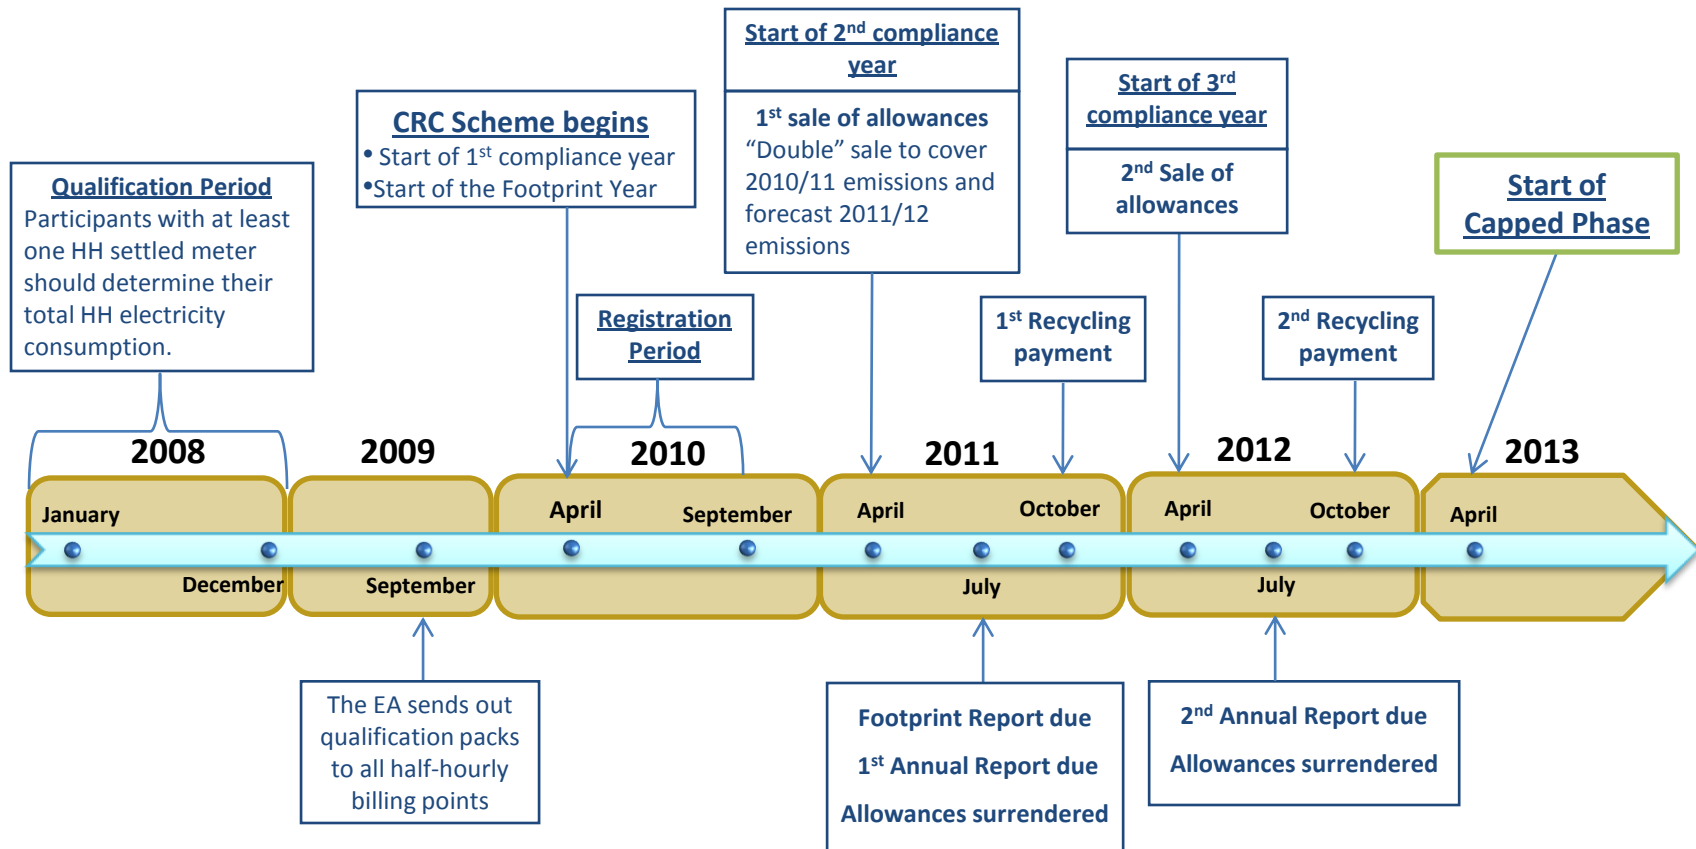 Qualification Period
Participants with at least
one HH settled meter
should determine their
total HH electricity
consumption.
CRC Scheme begins
• Start of 1st compliance year
•Start of the Footprint Year
Registration
Period
Start of 2nd compliance
year
1st sale of allowances
“Double” sale to cover
2010/11 emissions and
forecast 2011/12
emissions
1st Recycling
payment
Start of 3rd
compliance year
2nd Sale of
allowances
2nd Recycling
payment
Start of
Capped Phase
2008
2009
2010
2011
2012
2013
January
April
September
April
October
April
October
April
December
September
July
July
The EA sends out
qualification packs
to all half-hourly
billing points
Footprint Report due
1st Annual Report due
Allowances surrendered
2nd Annual Report due
Allowances surrendered